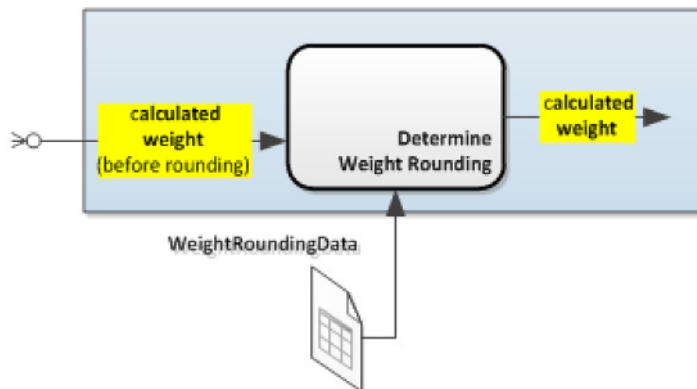 calculated
weight
(before rounding)
Determine
Weight Rounding
calculated
weight
WeightRoundingData